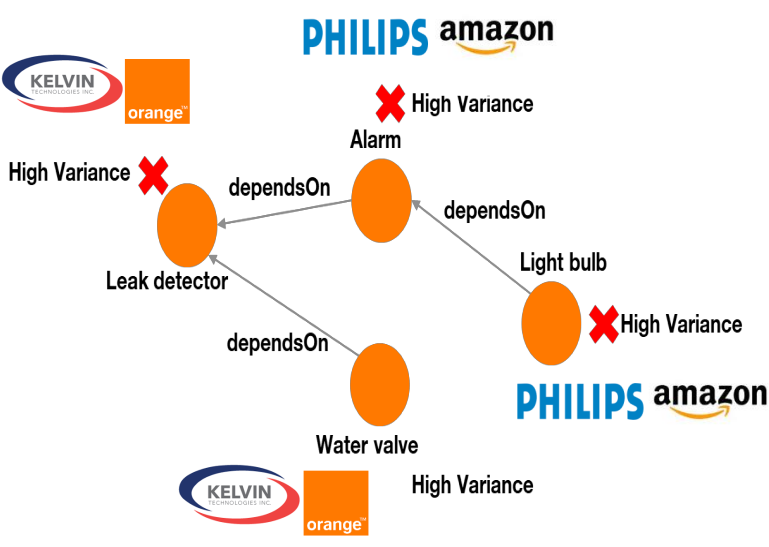 PHILIPS amazon
KELVIN
TECHNOLOGIES INC.
orange™
High Variance
Alarm
High Variance
dependsOn
dependsOn
Leak detector
Light bulb
High Variance
dependsOn
PHILIPS amazon
Water valve
KELVIN
TECHNOLOGIES INC.
orange™
High Variance